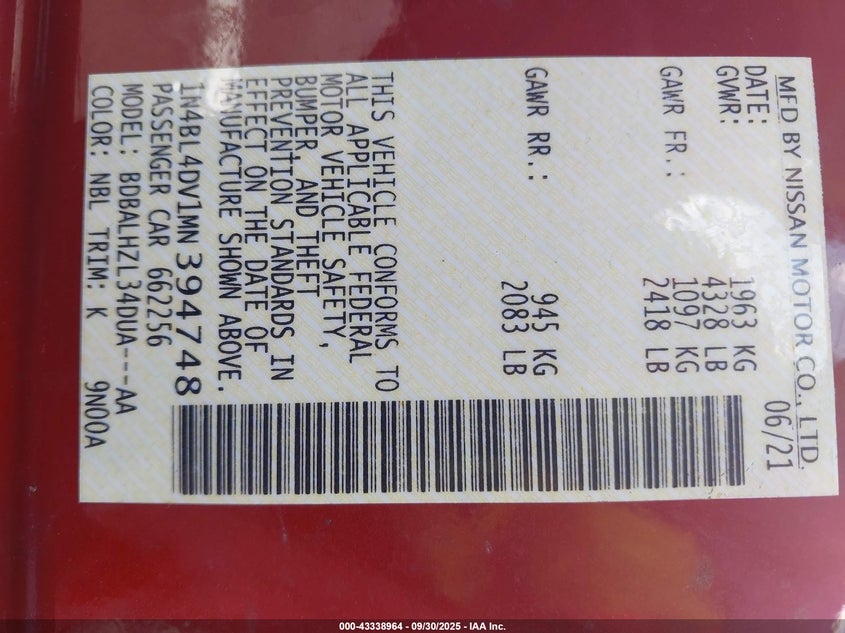 MFD BY NISSAN MOTOR CO., LTD.
DATE: 06/21
GVWR: 1963 KG
4328 LB
GAWR FR.: 1097 KG
2418 LB
GAWR RR.: 945 KG
2083 LB
THIS VEHICLE CONFORMS TO
ALL APPLICABLE FEDERAL
MOTOR VEHICLE SAFETY,
BUMPER, AND THEFT
PREVENTION STANDARDS IN
EFFECT ON THE DATE OF
MANUFACTURE SHOWN ABOVE.
1N4BL4DV1MN394748
PASSENGER CAR 662256
MODEL: BDBALHZL34DUA---AA
COLOR: NBL TRIM: K 9N00A
000-43338964 - 09/30/2025 - IAA Inc.